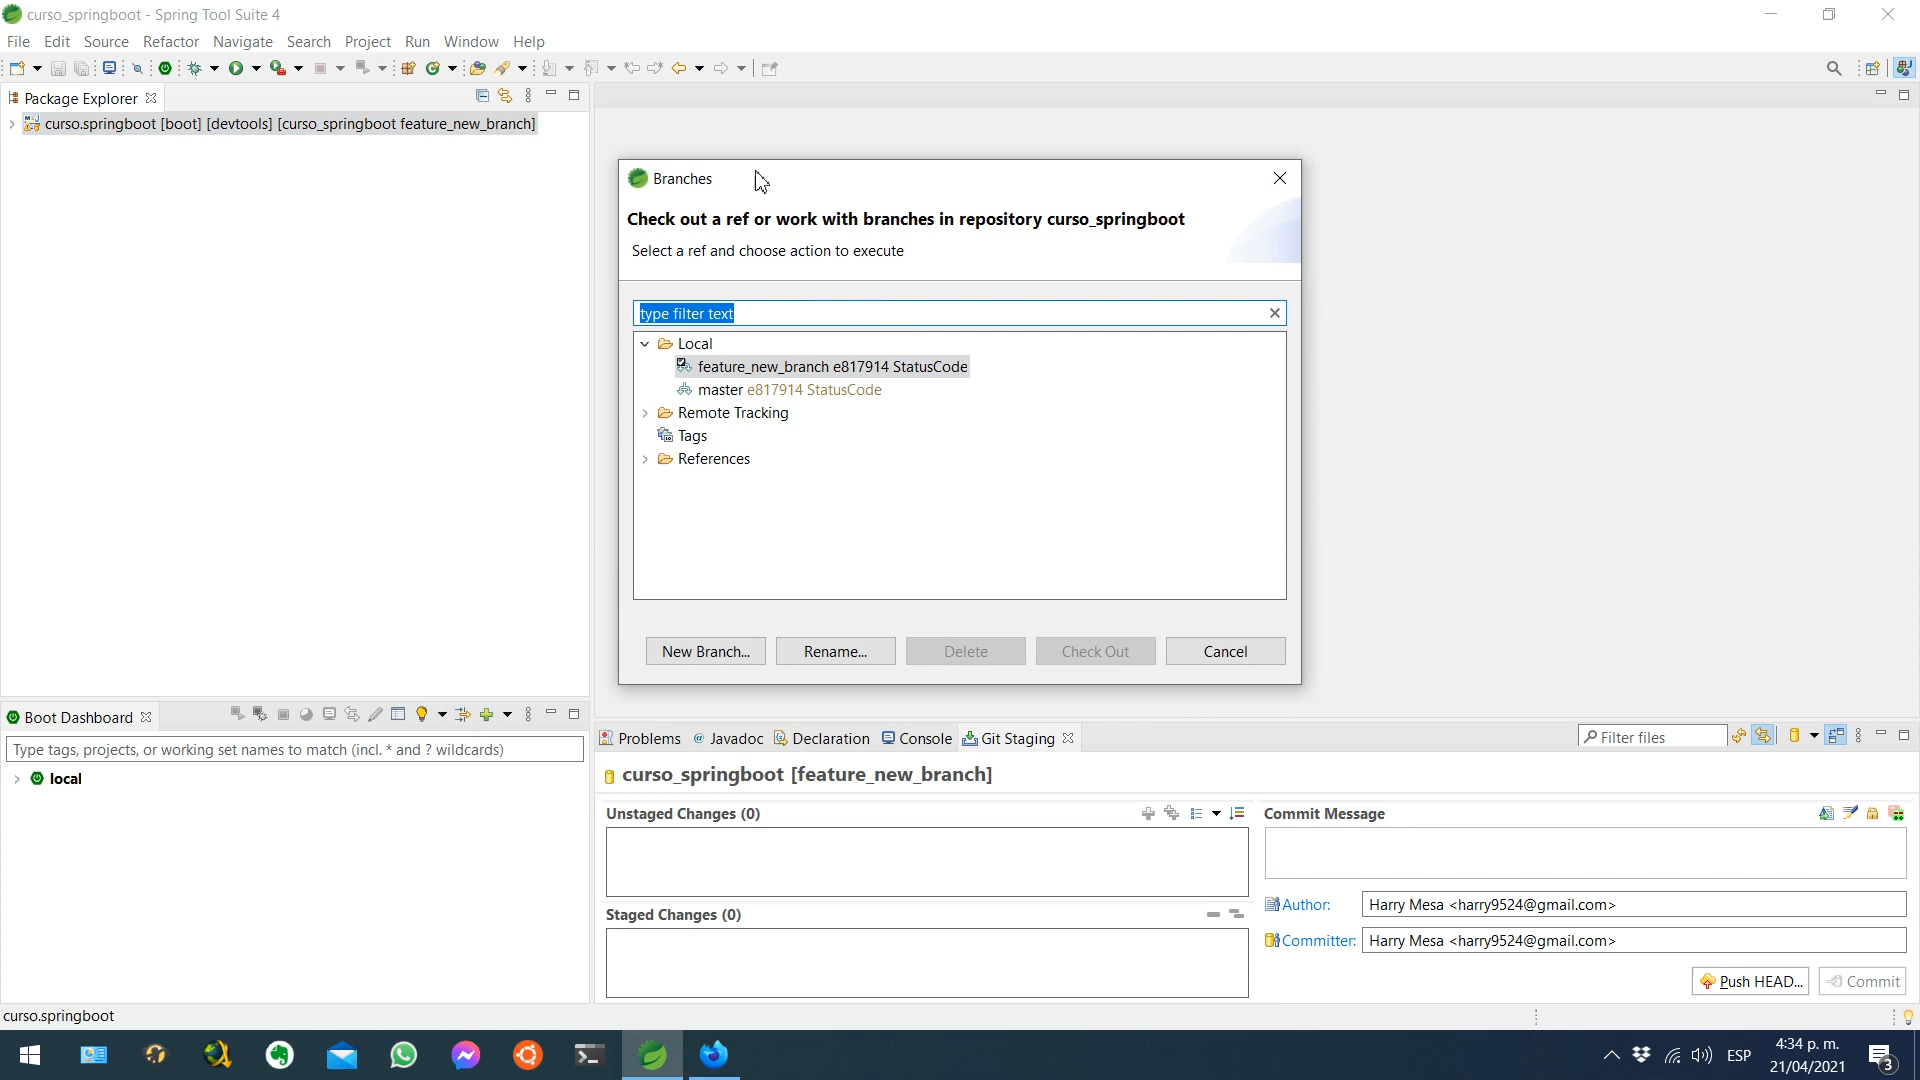 curso_springboot - Spring Tool Suite 4
File Edit Source Refactor Navigate Search Project Run Window Help
Package Explorer
curso.springboot [boot] [devtools] [curso_springboot feature_new_branch]
Branches
Check out a ref or work with branches in repository curso_springboot
Select a ref and choose action to execute
type filter text
Local
feature_new_branch e817914 StatusCode
master e817914 StatusCode
Remote Tracking
Tags
References
New Branch... Rename... Delete Check Out Cancel
Boot Dashboard
Type tags, projects, or working set names to match (incl. * and ? wildcards)
local
Problems @ Javadoc Declaration Console Git Staging
Filter files
curso_springboot [feature_new_branch]
Unstaged Changes (0)
Staged Changes (0)
Commit Message
Author: Harry Mesa <harry9524@gmail.com>
Committer: Harry Mesa <harry9524@gmail.com>
Push HEAD... Commit
curso.springboot
ESP
4:34 p. m.
21/04/2021
3